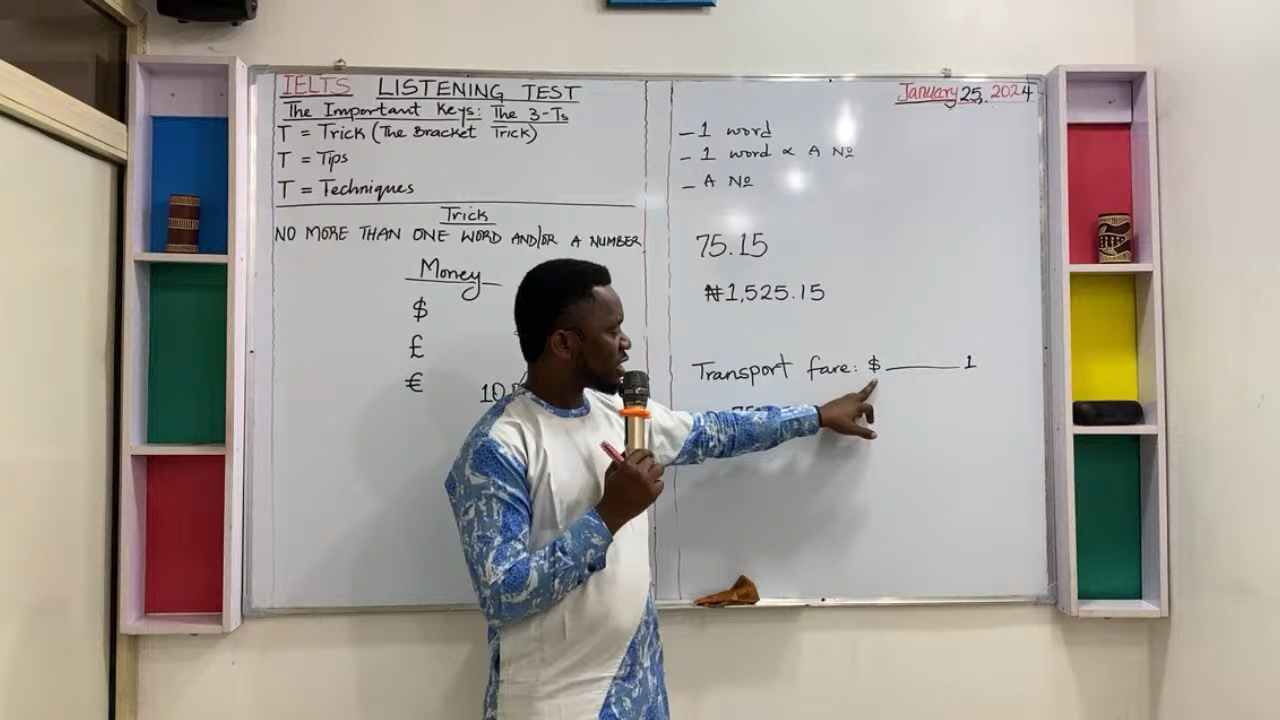 IELTS LISTENING TEST
The Important Keys: The 3-Ts
T = Trick (The Bracket Trick)
T = Tips
T = Techniques
Trick
NO MORE THAN ONE WORD AND/OR A NUMBER
Money
$
£
€
January 25, 2024
- 1 word
- 1 word & A No
- A No
75.15
₦1,525.15
Transport fare: $ ______ 1